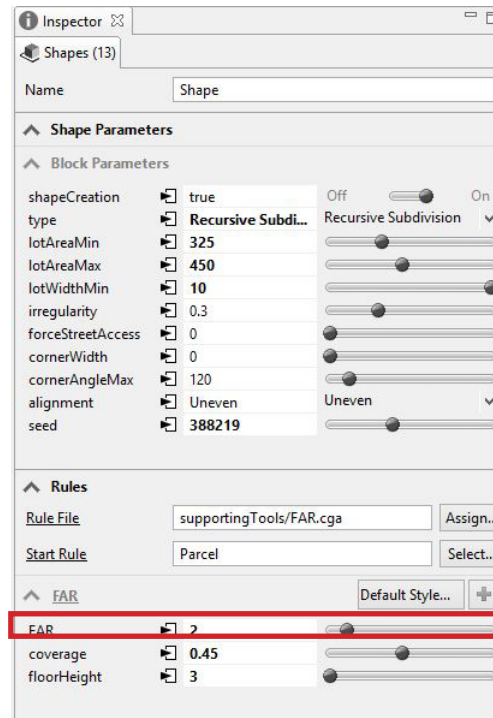 Inspector
Shapes (13)
Name Shape
Shape Parameters
Block Parameters
shapeCreation true Off On
type Recursive Subdi... Recursive Subdivision
lotAreaMin 325
lotAreaMax 450
lotWidthMin 10
irregularity 0.3
forceStreetAccess 0
cornerWidth 0
cornerAngleMax 120
alignment Uneven Uneven
seed 388219
Rules
Rule File supportingTools/FAR.cga Assign...
Start Rule Parcel Select...
FAR Default Style...
FAR 2
coverage 0.45
floorHeight 3